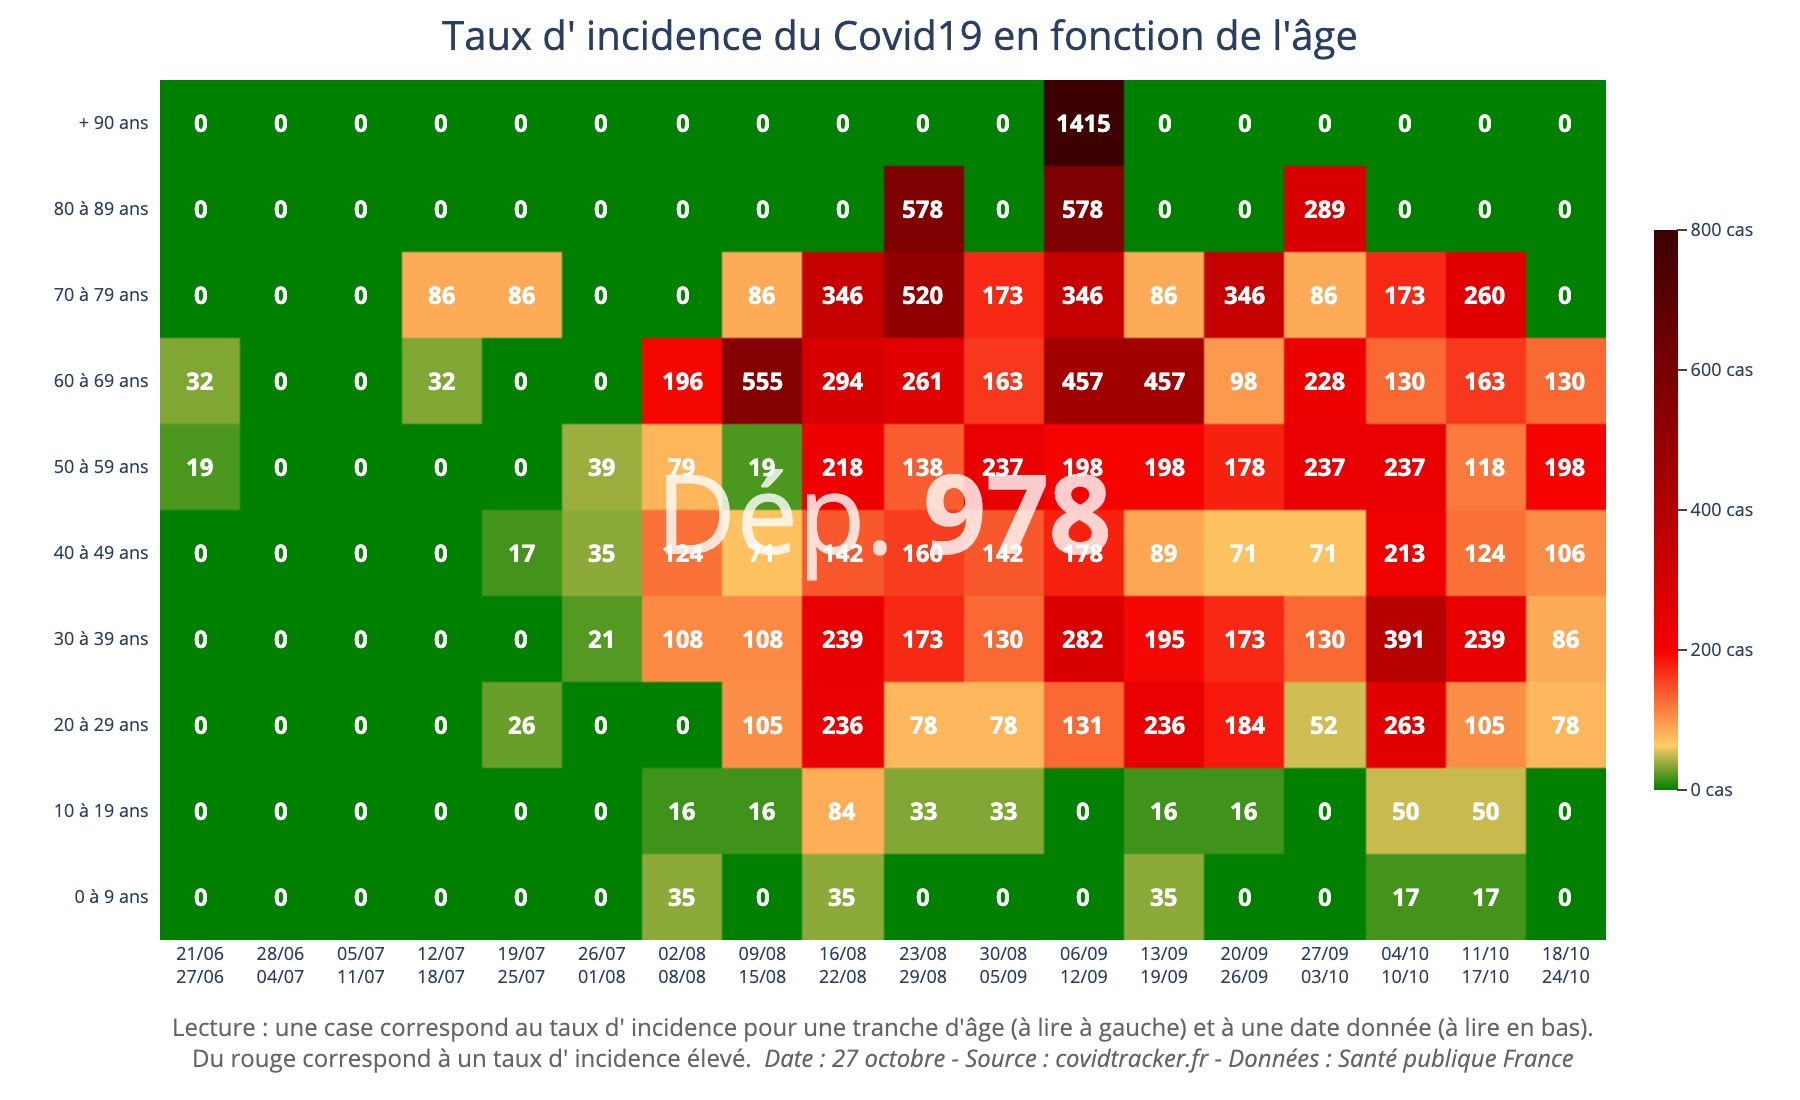 Taux d' incidence du Covid19 en fonction de l'âge
+ 90 ans 0 0 0 0 0 0 0 0 0 0 0 1415 0 0 0 0 0 0
80 à 89 ans 0 0 0 0 0 0 0 0 0 578 0 578 0 0 289 0 0 0
70 à 79 ans 0 0 0 86 86 0 0 86 346 520 173 346 86 346 86 173 260 0
60 à 69 ans 32 0 0 32 0 0 196 555 294 261 163 457 457 98 228 130 163 130
50 à 59 ans 19 0 0 0 0 39 79 19 218 138 237 198 198 178 237 237 118 198
Dép. 978
40 à 49 ans 0 0 0 0 17 35 124 71 142 160 142 178 89 71 71 213 124 106
30 à 39 ans 0 0 0 0 0 21 108 108 239 173 130 282 195 173 130 391 239 86
20 à 29 ans 0 0 0 0 26 0 0 105 236 78 78 131 236 184 52 263 105 78
10 à 19 ans 0 0 0 0 0 0 16 16 84 33 33 0 16 16 0 50 50 0
0 à 9 ans 0 0 0 0 0 0 35 0 35 0 0 0 35 0 0 17 17 0
21/06 28/06 05/07 12/07 19/07 26/07 02/08 09/08 16/08 23/08 30/08 06/09 13/09 20/09 27/09 04/10 11/10 18/10
27/06 04/07 11/07 18/07 25/07 01/08 08/08 15/08 22/08 29/08 05/09 12/09 19/09 26/09 03/10 10/10 17/10 24/10
800 cas
600 cas
400 cas
200 cas
0 cas
Lecture : une case correspond au taux d' incidence pour une tranche d'âge (à lire à gauche) et à une date donnée (à lire en bas).
Du rouge correspond à un taux d' incidence élevé. Date : 27 octobre - Source : covidtracker.fr - Données : Santé publique France